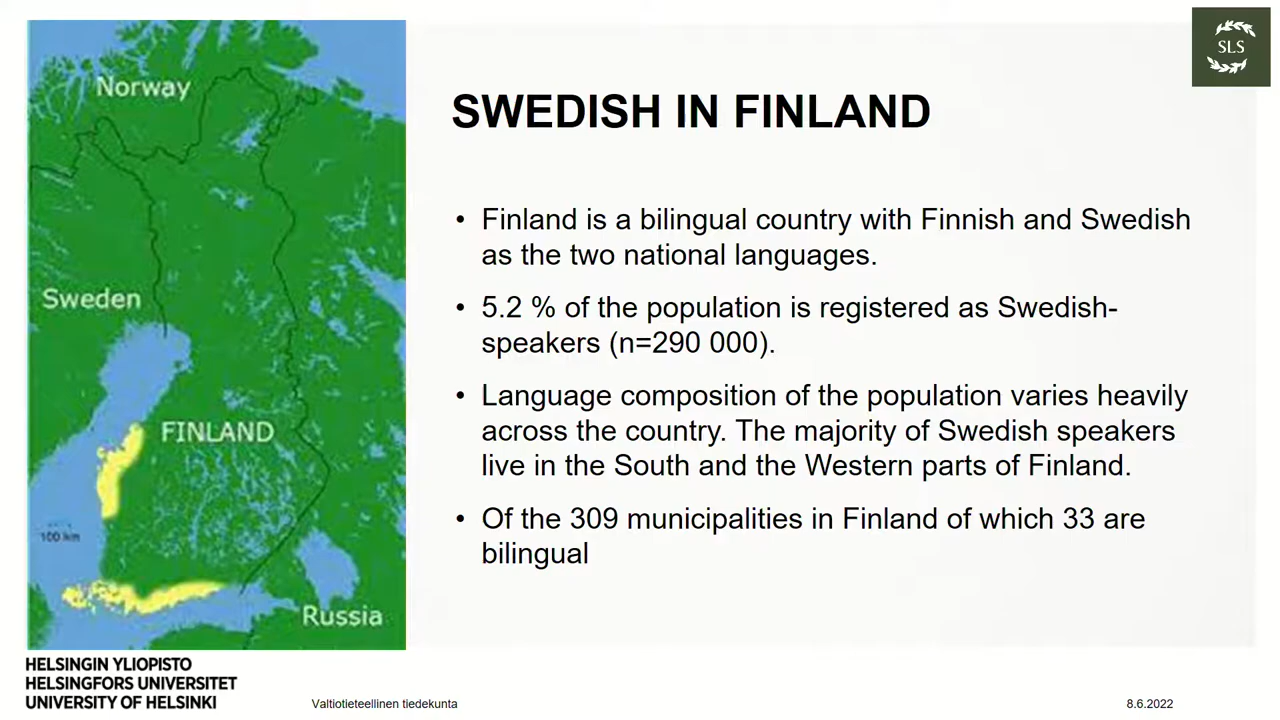 SLS
Norway
Sweden
FINLAND
100 km
Russia
SWEDISH IN FINLAND
• Finland is a bilingual country with Finnish and Swedish
as the two national languages.
• 5.2 % of the population is registered as Swedish-
speakers (n=290 000).
• Language composition of the population varies heavily
across the country. The majority of Swedish speakers
live in the South and the Western parts of Finland.
• Of the 309 municipalities in Finland of which 33 are
bilingual
HELSINGIN YLIOPISTO
HELSINGFORS UNIVERSITET
UNIVERSITY OF HELSINKI
Valtiotieteellinen tiedekunta
8.6.2022